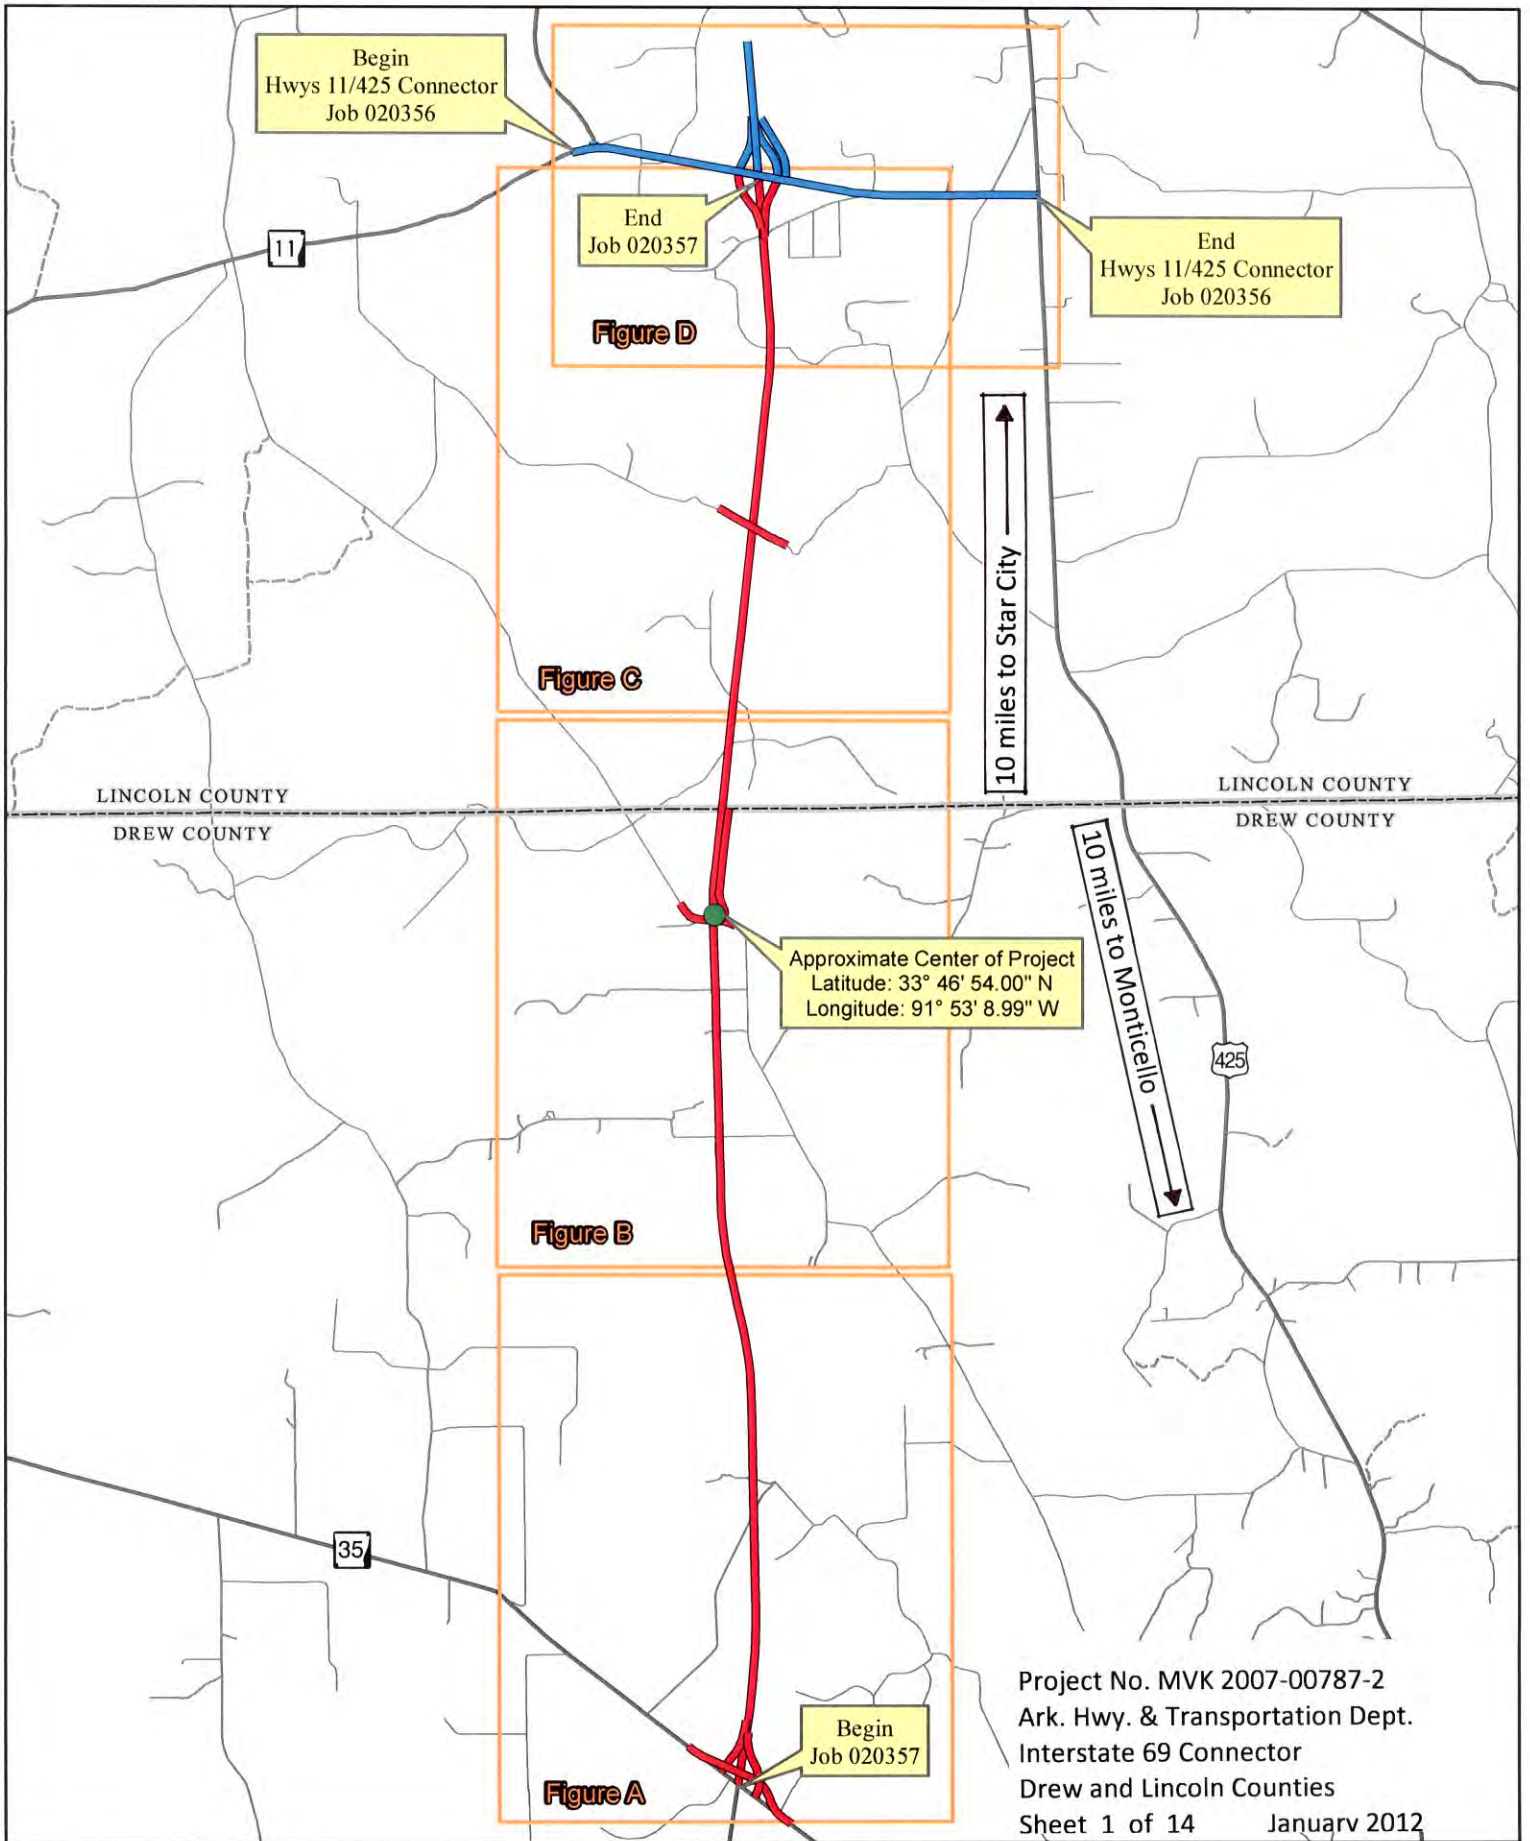 Begin
Hwys 11/425 Connector
Job 020356
End
Job 020357
11
End
Hwys 11/425 Connector
Job 020356
Figure D
10 miles to Star City
Figure C
LINCOLN COUNTY
DREW COUNTY
LINCOLN COUNTY
DREW COUNTY
10 miles to Monticello
Approximate Center of Project
Latitude: 33° 46' 54.00" N
Longitude: 91° 53' 8.99" W
425
Figure B
35
Begin
Job 020357
Figure A
Project No. MVK 2007-00787-2
Ark. Hwy. & Transportation Dept.
Interstate 69 Connector
Drew and Lincoln Counties
Sheet 1 of 14 January 2012